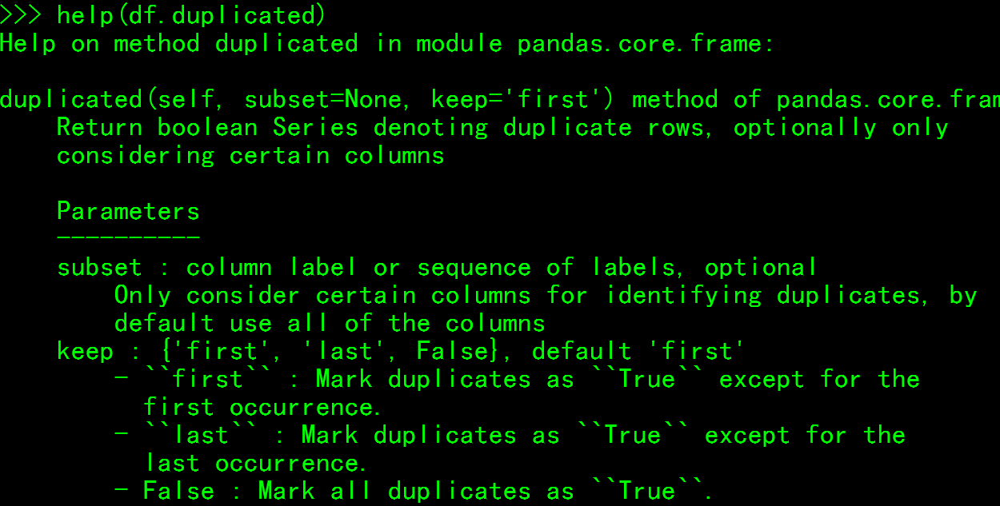 >>> help(df.duplicated)
Help on method duplicated in module pandas.core.frame:

duplicated(self, subset=None, keep='first') method of pandas.core.fram
    Return boolean Series denoting duplicate rows, optionally only
    considering certain columns

    Parameters
    ----------
    subset : column label or sequence of labels, optional
        Only consider certain columns for identifying duplicates, by
        default use all of the columns
    keep : {'first', 'last', False}, default 'first'
        - ``first`` : Mark duplicates as ``True`` except for the
          first occurrence.
        - ``last`` : Mark duplicates as ``True`` except for the
          last occurrence.
        - False : Mark all duplicates as ``True``.